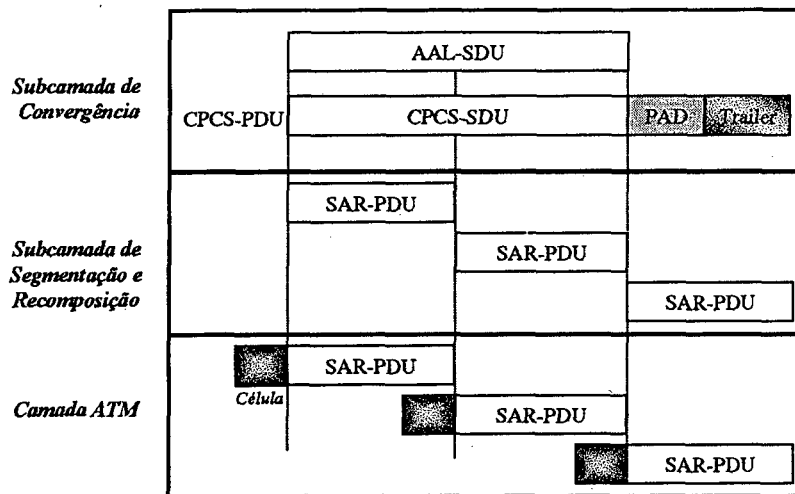 AAL-SDU
Subcamada de
Convergência
CPCS-PDU CPCS-SDU PAD Trailer
SAR-PDU
Subcamada de
Segmentação e
Recomposição
SAR-PDU
SAR-PDU
SAR-PDU
Célula
Camada ATM
SAR-PDU
SAR-PDU